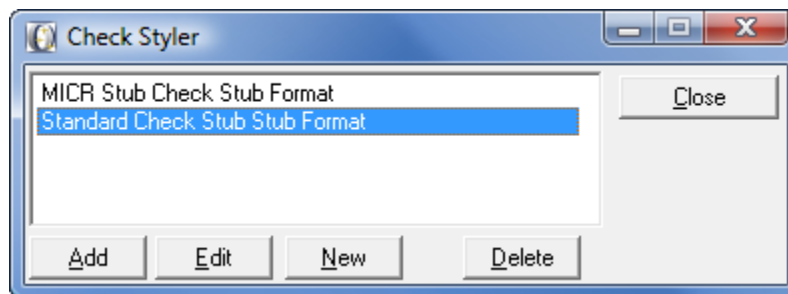 Check Styler
MICR Stub Check Stub Format
Standard Check Stub Stub Format
Close
Add Edit New Delete